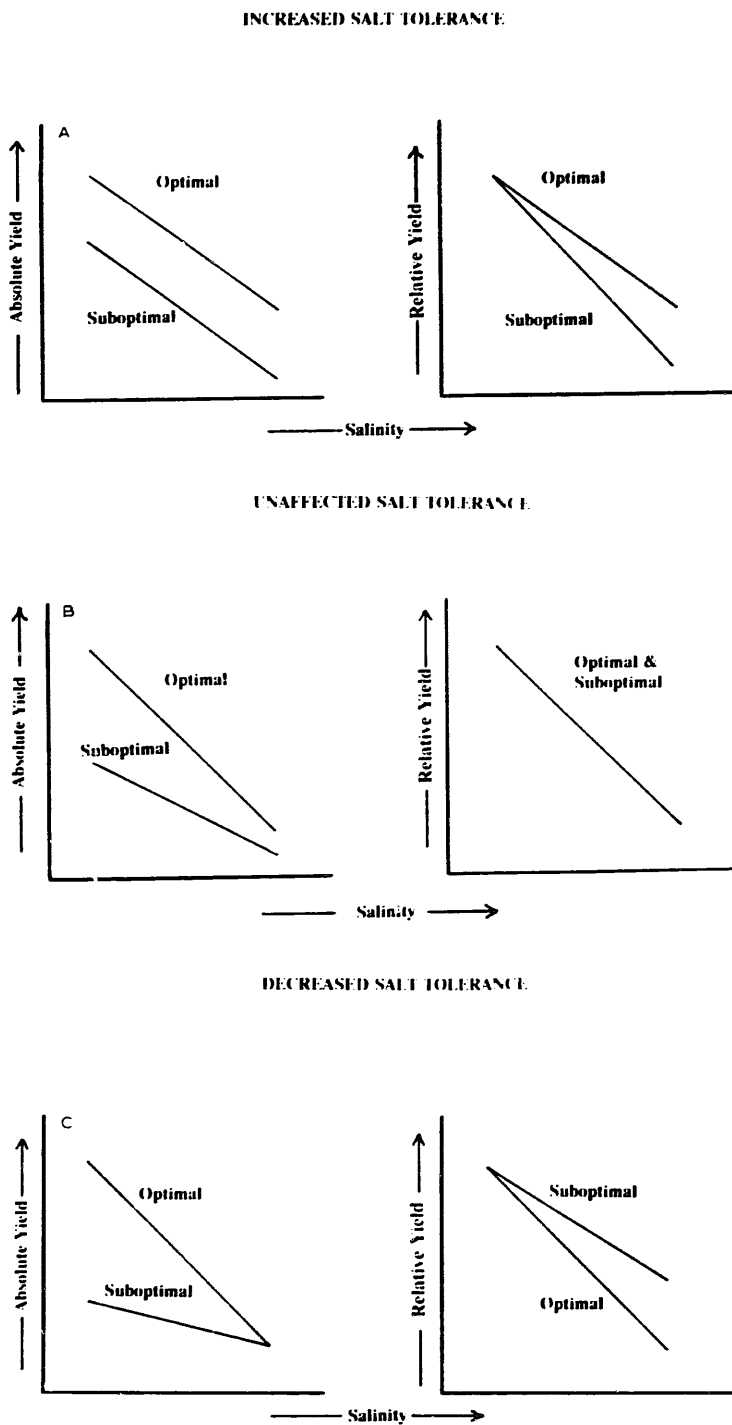 INCREASED SALT TOLERANCE
A
Absolute Yield
Optimal
Suboptimal
Relative Yield
Optimal
Suboptimal
Salinity
UNAFFECTED SALT TOLERANCE
B
Absolute Yield
Optimal
Suboptimal
Relative Yield
Optimal &
Suboptimal
Salinity
DECREASED SALT TOLERANCE
C
Absolute Yield
Optimal
Suboptimal
Relative Yield
Suboptimal
Optimal
Salinity